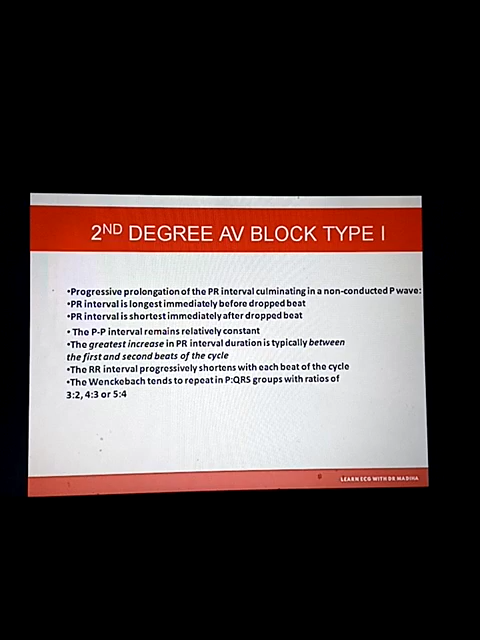 2ND DEGREE AV BLOCK TYPE I
•Progressive prolongation of the PR interval culminating in a non-conducted P wave:
•PR interval is longest immediately before dropped beat
•PR interval is shortest immediately after dropped beat
• The P-P interval remains relatively constant
•The greatest increase in PR interval duration is typically between
the first and second beats of the cycle
•The RR interval progressively shortens with each beat of the cycle
•The Wenckebach tends to repeat in P:QRS groups with ratios of
3:2, 4:3 or 5:4
LEARN ECG WITH DR MADIHA